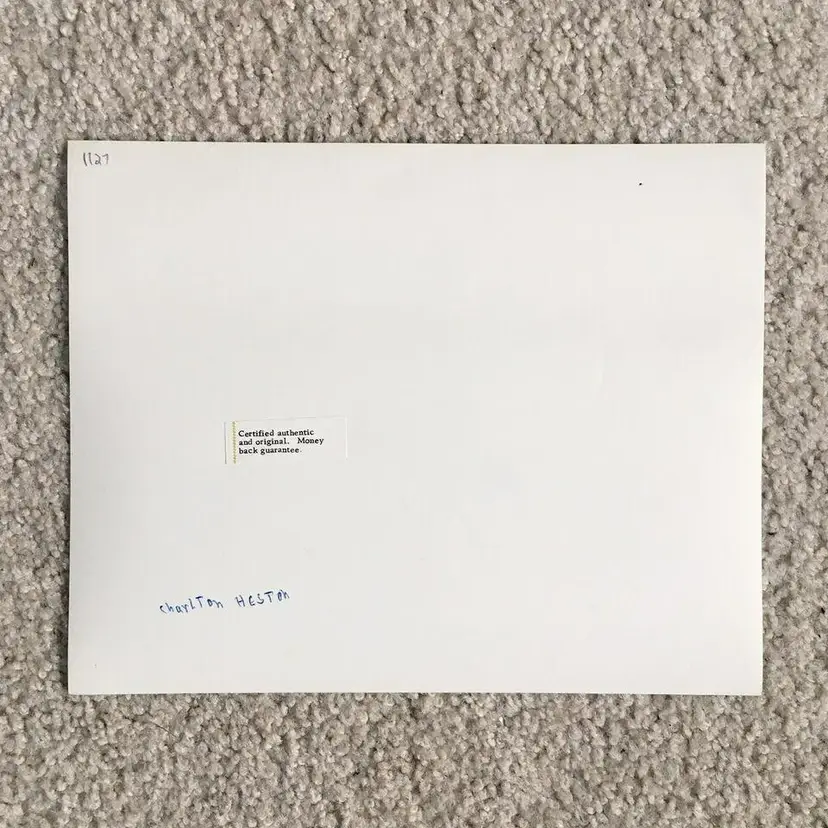 1127
Certified authentic
and original. Money
back guarantee.
CharlTon HESTon